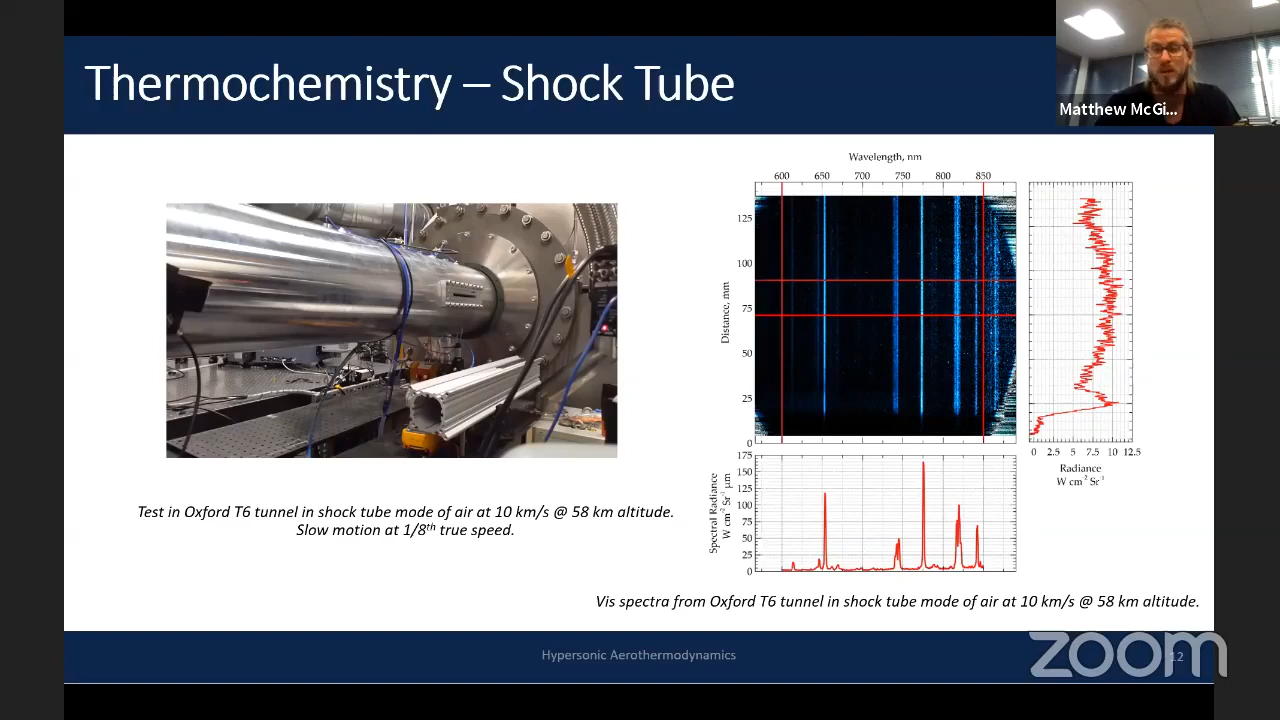 Thermochemistry – Shock Tube
Matthew McGi...
Wavelength, nm
600 650 700 750 800 850
Distance, mm
125
100
75
50
25
0
0 2.5 5 7.5 10 12.5
Radiance
W cm⁻² Sr⁻¹
Spectral Radiance
W cm⁻² Sr⁻¹ μm
175
150
125
100
75
50
25
0
Test in Oxford T6 tunnel in shock tube mode of air at 10 km/s @ 58 km altitude.
Slow motion at 1/8th true speed.
Vis spectra from Oxford T6 tunnel in shock tube mode of air at 10 km/s @ 58 km altitude.
Hypersonic Aerothermodynamics
12
zoom